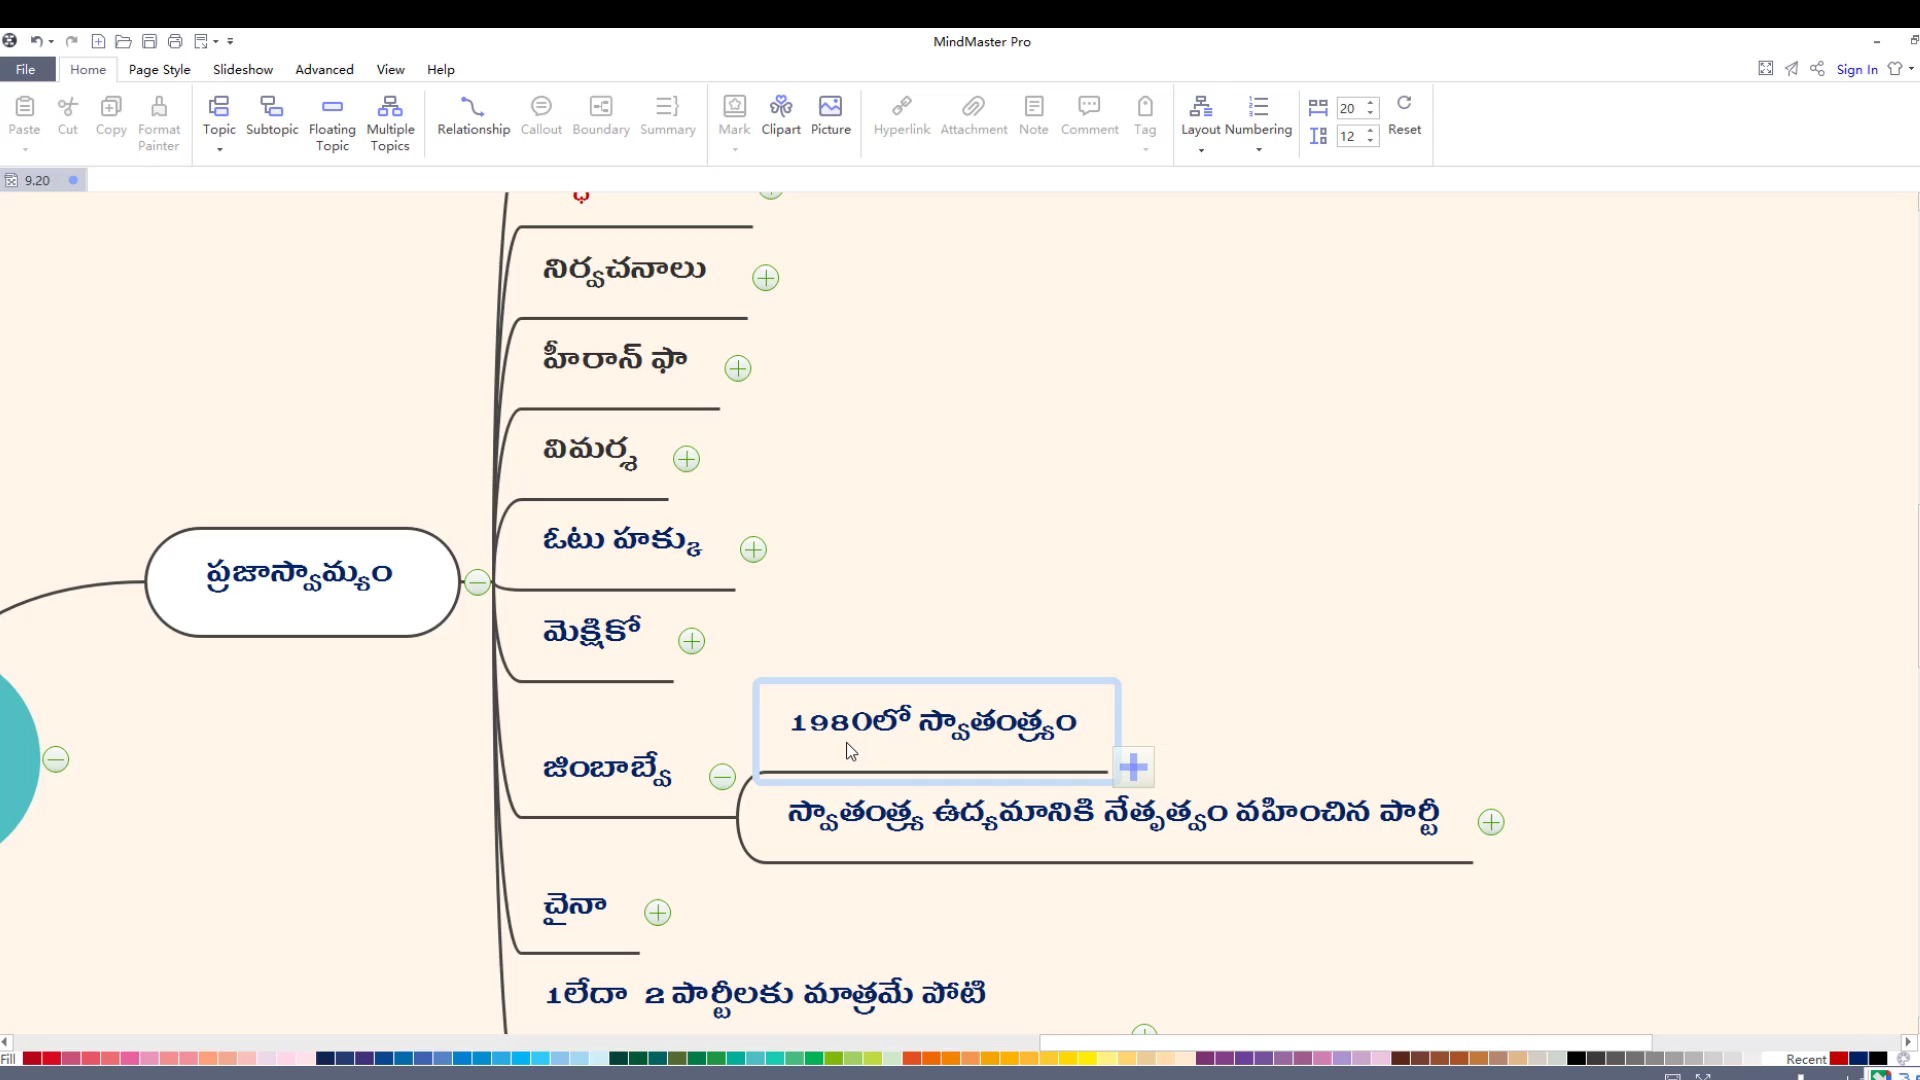 MindMaster Pro
File Home Page Style Slideshow Advanced View Help Sign In
Paste Cut Copy Format Painter Topic Subtopic Floating Topic Multiple Topics Relationship Callout Boundary Summary Mark Clipart Picture Hyperlink Attachment Note Comment Tag Layout Numbering 20 12 Reset
9.20
నిర్వచనాలు
హీరాన్ ఫా
విమర్శ
ఓటు హక్కు
ప్రజాస్వామ్యం
మెక్షికో
1980లో స్వాతంత్ర్యం
జింబాబ్వే
స్వాతంత్ర్య ఉద్యమానికి నేతృత్వం వహించిన పార్టీ
చైనా
1లేదా 2 పార్టీలకు మాత్రమే పోటి
Fill Recent